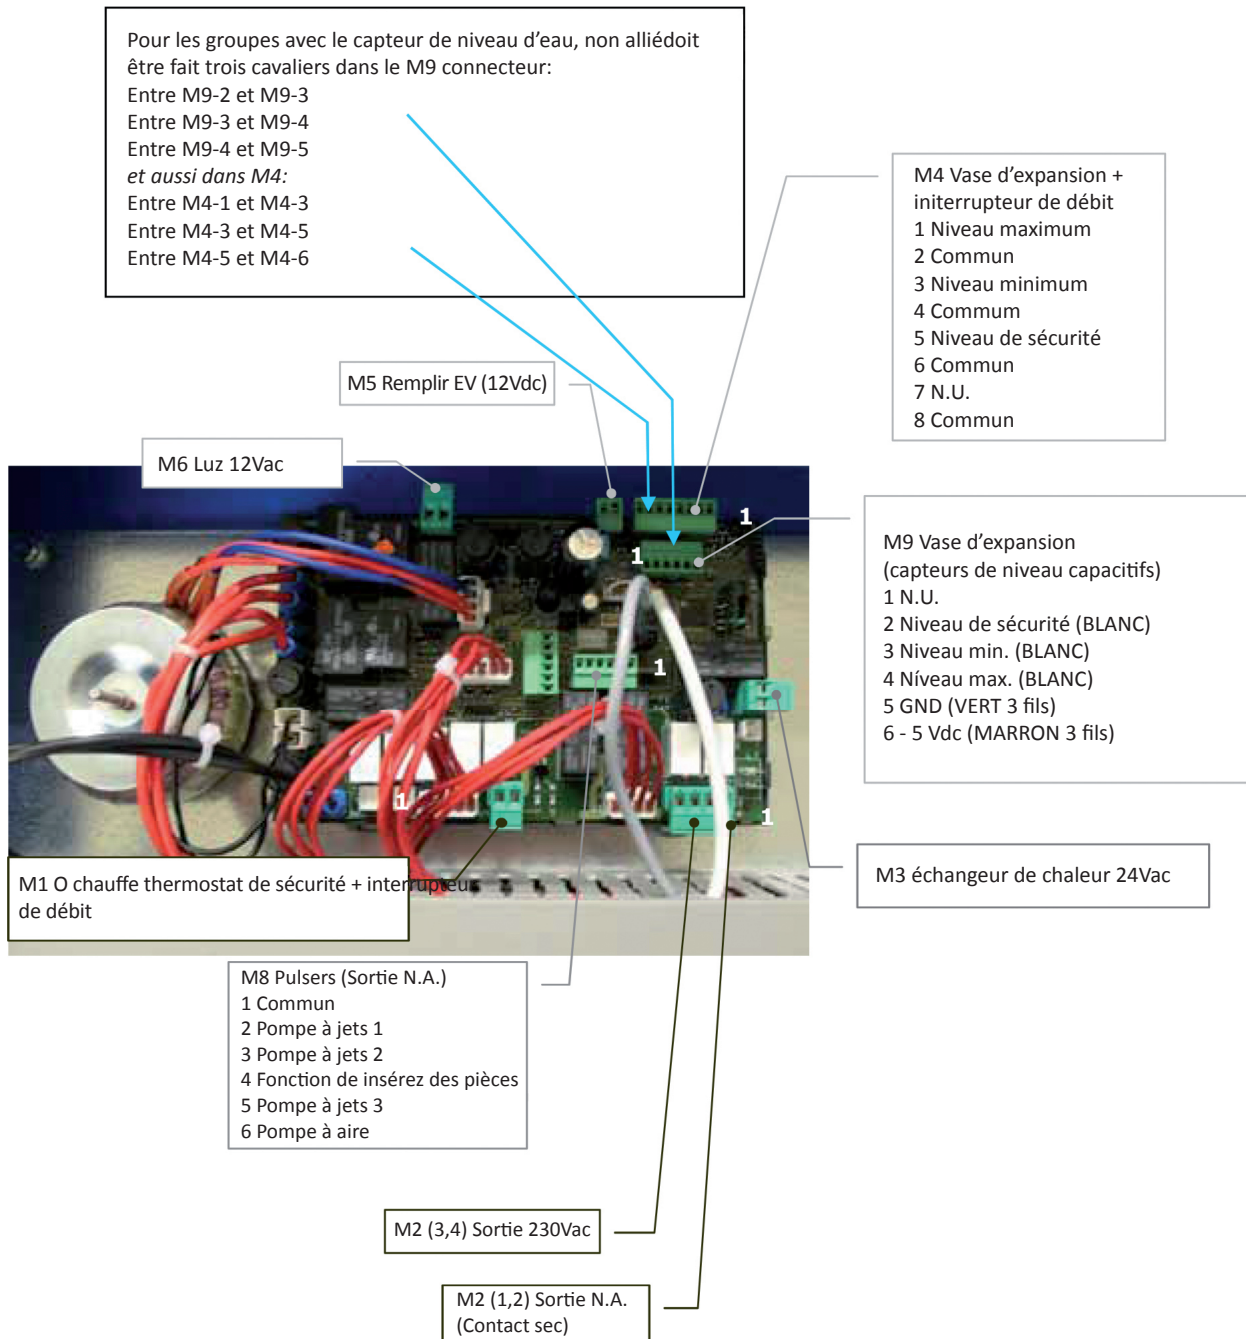 Pour les groupes avec le capteur de niveau d'eau, non alliédoit
être fait trois cavaliers dans le M9 connecteur:
Entre M9-2 et M9-3
Entre M9-3 et M9-4
Entre M9-4 et M9-5
et aussi dans M4:
Entre M4-1 et M4-3
Entre M4-3 et M4-5
Entre M4-5 et M4-6
M4 Vase d'expansion +
initerrupteur de débit
1 Niveau maximum
2 Commun
3 Niveau minimum
4 Commum
5 Niveau de sécurité
6 Commun
7 N.U.
8 Commun
M5 Remplir EV (12Vdc)
M6 Luz 12Vac
1
1
M9 Vase d'expansion
(capteurs de niveau capacitifs)
1 N.U.
2 Niveau de sécurité (BLANC)
3 Niveau min. (BLANC)
4 Níveau max. (BLANC)
5 GND (VERT 3 fils)
6 - 5 Vdc (MARRON 3 fils)
1
1
1
M3 échangeur de chaleur 24Vac
M1 O chauffe thermostat de sécurité + interrupteur
de débit
M8 Pulsers (Sortie N.A.)
1 Commun
2 Pompe à jets 1
3 Pompe à jets 2
4 Fonction de insérez des pièces
5 Pompe à jets 3
6 Pompe à aire
M2 (3,4) Sortie 230Vac
M2 (1,2) Sortie N.A.
(Contact sec)